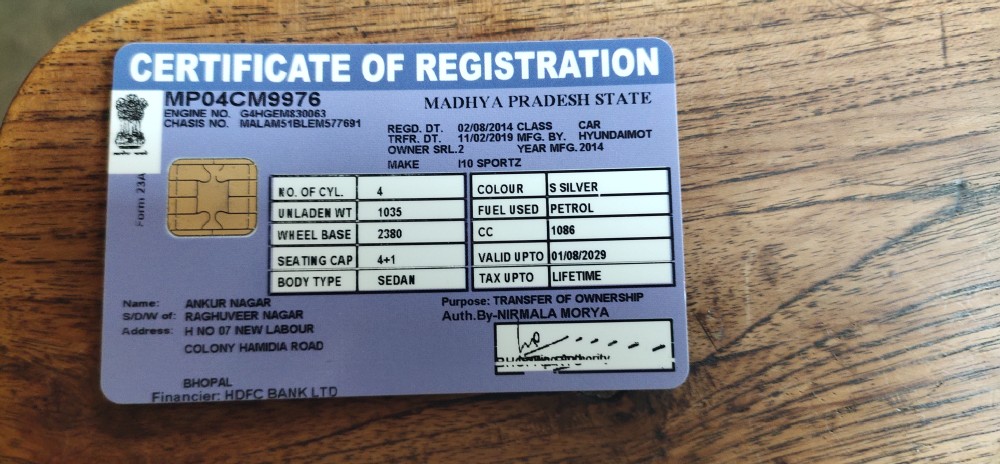 CERTIFICATE OF REGISTRATION
MP04CM9976
MADHYA PRADESH STATE
ENGINE NO. G4HGEM830063
CHASIS NO. MALAM51BLEM577691
REGD. DT. 02/08/2014 CLASS CAR
TRFR. DT. 11/02/2019 MFG. BY. HYUNDAIMOT
OWNER SRL.2 YEAR MFG.2014
MAKE I10 SPORTZ
Form 23A
NO. OF CYL. 4 COLOUR S SILVER
UNLADEN WT 1035 FUEL USED PETROL
WHEEL BASE 2380 CC 1086
SEATING CAP 4+1 VALID UPTO 01/08/2029
BODY TYPE SEDAN TAX UPTO LIFETIME
Name: ANKUR NAGAR Purpose: TRANSFER OF OWNERSHIP
S/D/W of: RAGHUVEER NAGAR Auth.By-NIRMALA MORYA
Address: H NO 07 NEW LABOUR
COLONY HAMIDIA ROAD
BHOPAL
Financier: HDFC BANK LTD